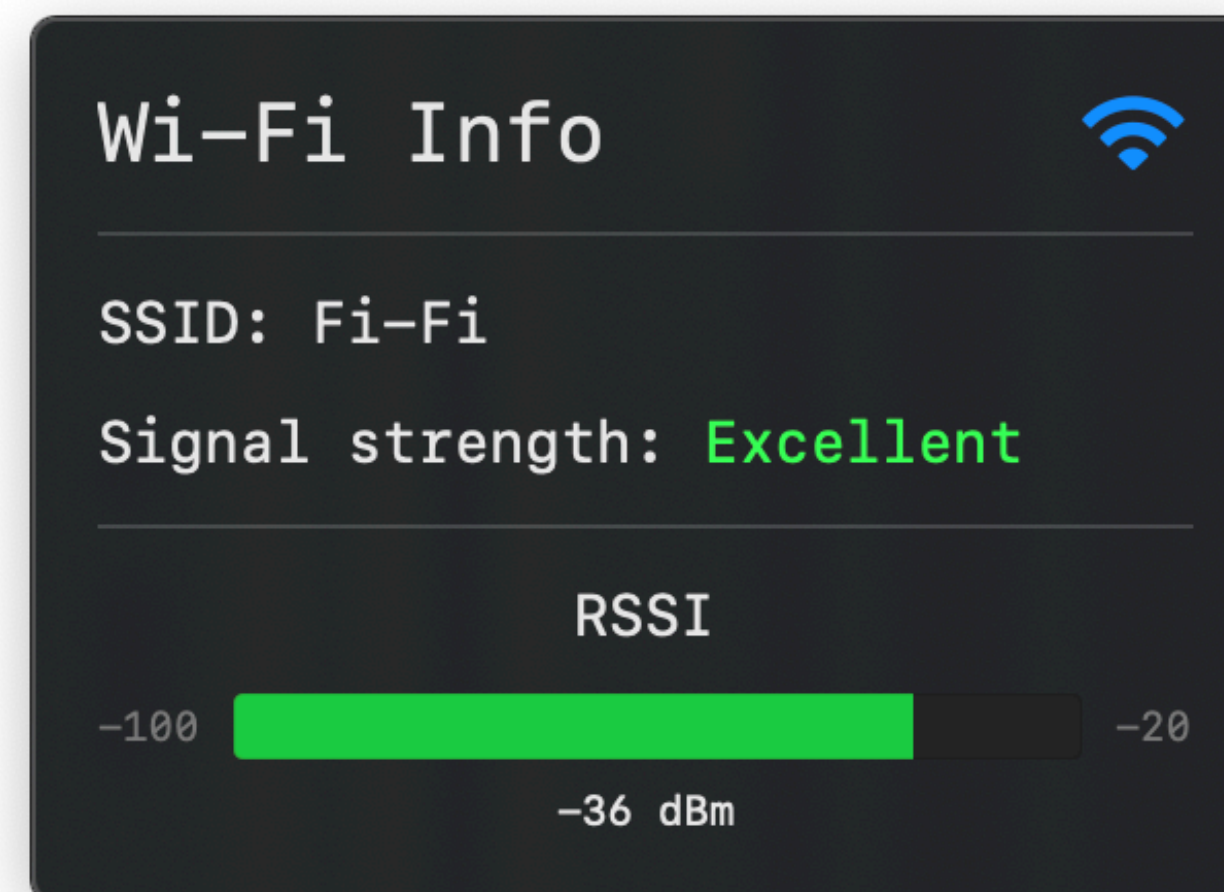 Wi-Fi Info
SSID: Fi-Fi
Signal strength: Excellent
RSSI
-100 -20
-36 dBm